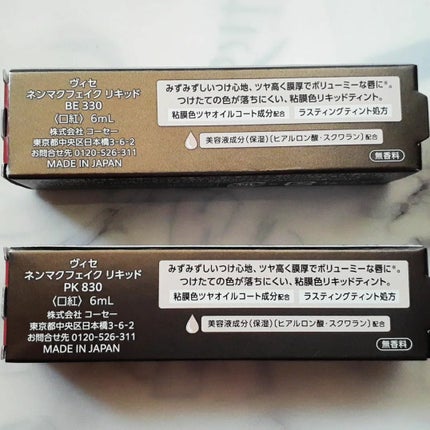 ヴィセ
ネンマクフェイク リキッド
BE 330
〈口紅〉6mL
株式会社 コーセー
東京都中央区日本橋3-6-2
お問合せ先 0120-526-311
MADE IN JAPAN
みずみずしいつけ心地、ツヤ高く膜厚でボリューミーな唇に*。
つけたての色が落ちにくい、粘膜色リキッドティント。
粘膜色ツヤオイルコート成分配合 ラスティングティント処方
美容液成分(保湿)〔ヒアルロン酸・スクワラン〕配合
無香料
ヴィセ
ネンマクフェイク リキッド
PK 830
〈口紅〉6mL
株式会社 コーセー
東京都中央区日本橋3-6-2
お問合せ先 0120-526-311
MADE IN JAPAN
みずみずしいつけ心地、ツヤ高く膜厚でボリューミーな唇に*。
つけたての色が落ちにくい、粘膜色リキッドティント。
粘膜色ツヤオイルコート成分配合 ラスティングティント処方
美容液成分(保湿)〔ヒアルロン酸・スクワラン〕配合
無香料